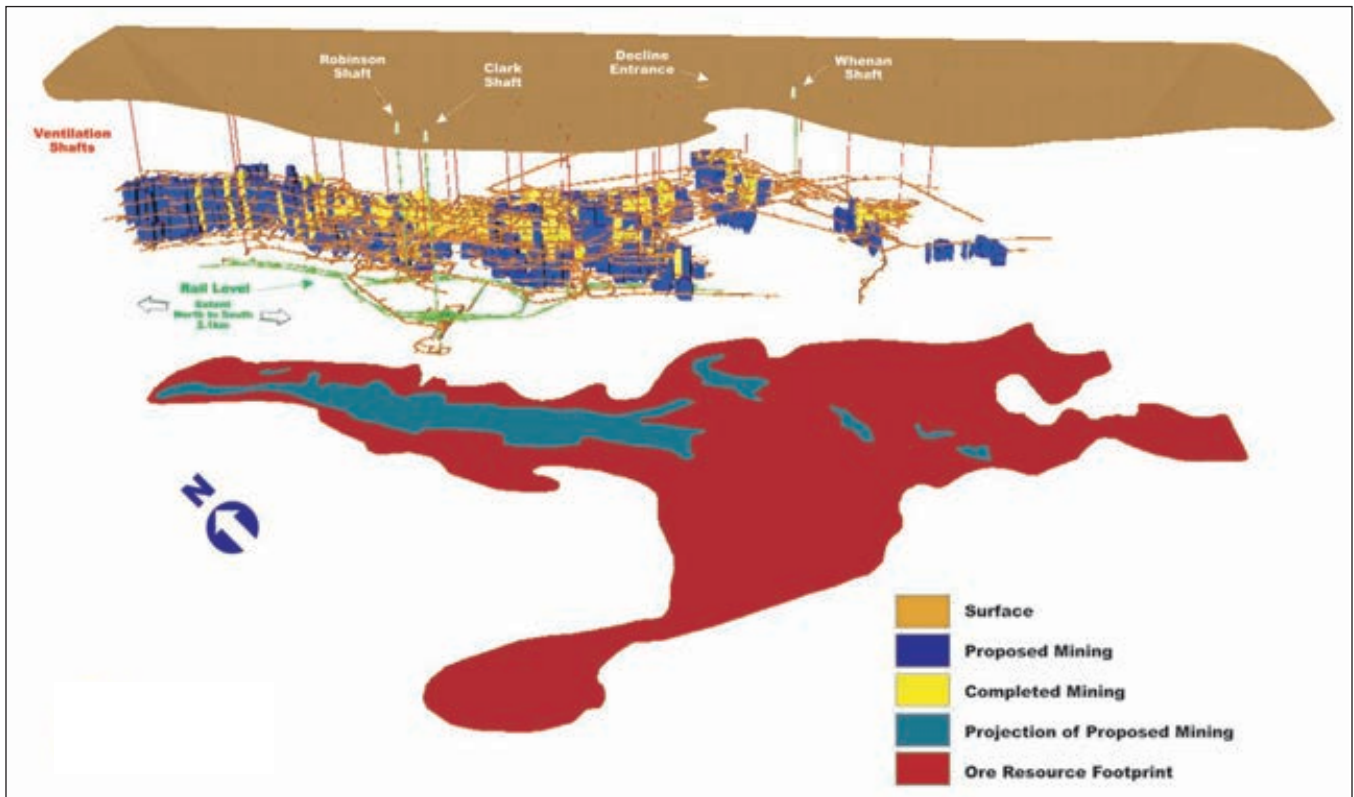 Robinson
Shaft
Clark
Shaft
Decline
Entrance
Whenan
Shaft
Ventilation
Shafts
Rail Level
Extent
North to South
3.1km
N
Surface
Proposed Mining
Completed Mining
Projection of Proposed Mining
Ore Resource Footprint